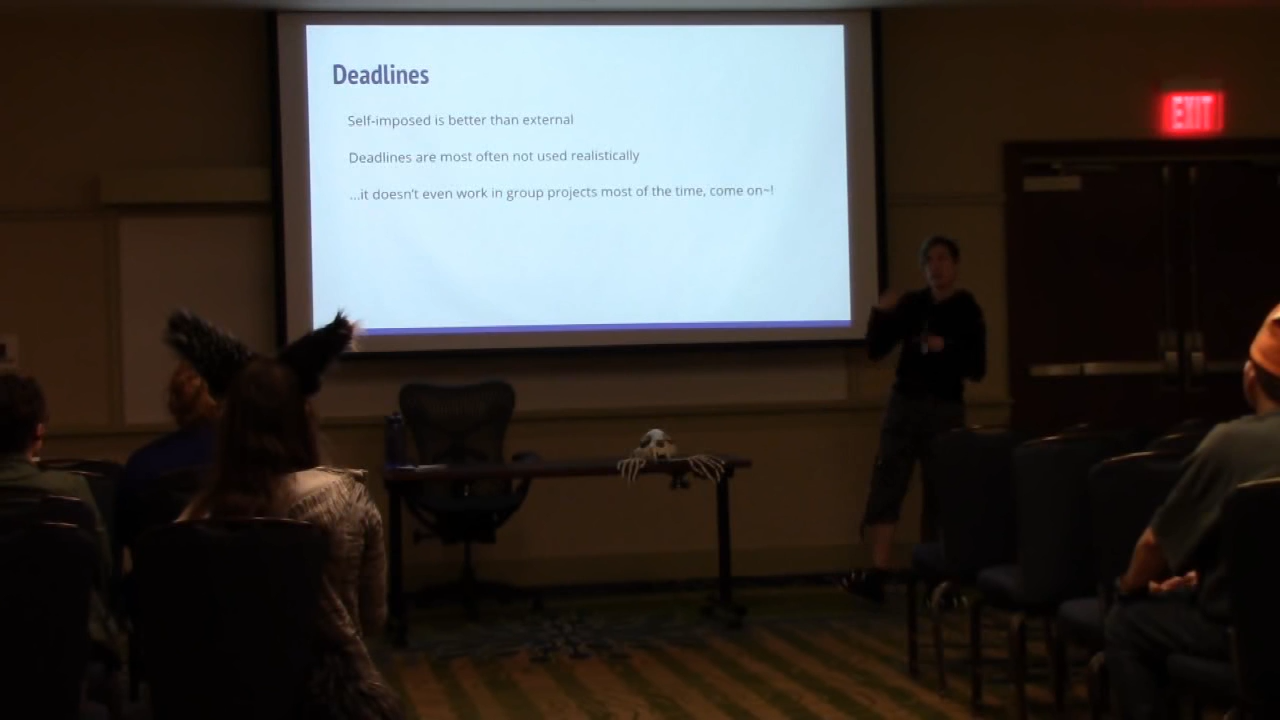 Deadlines
Self-imposed is better than external
Deadlines are most often not used realistically
...it doesn't even work in group projects most of the time, come on~!
EXIT